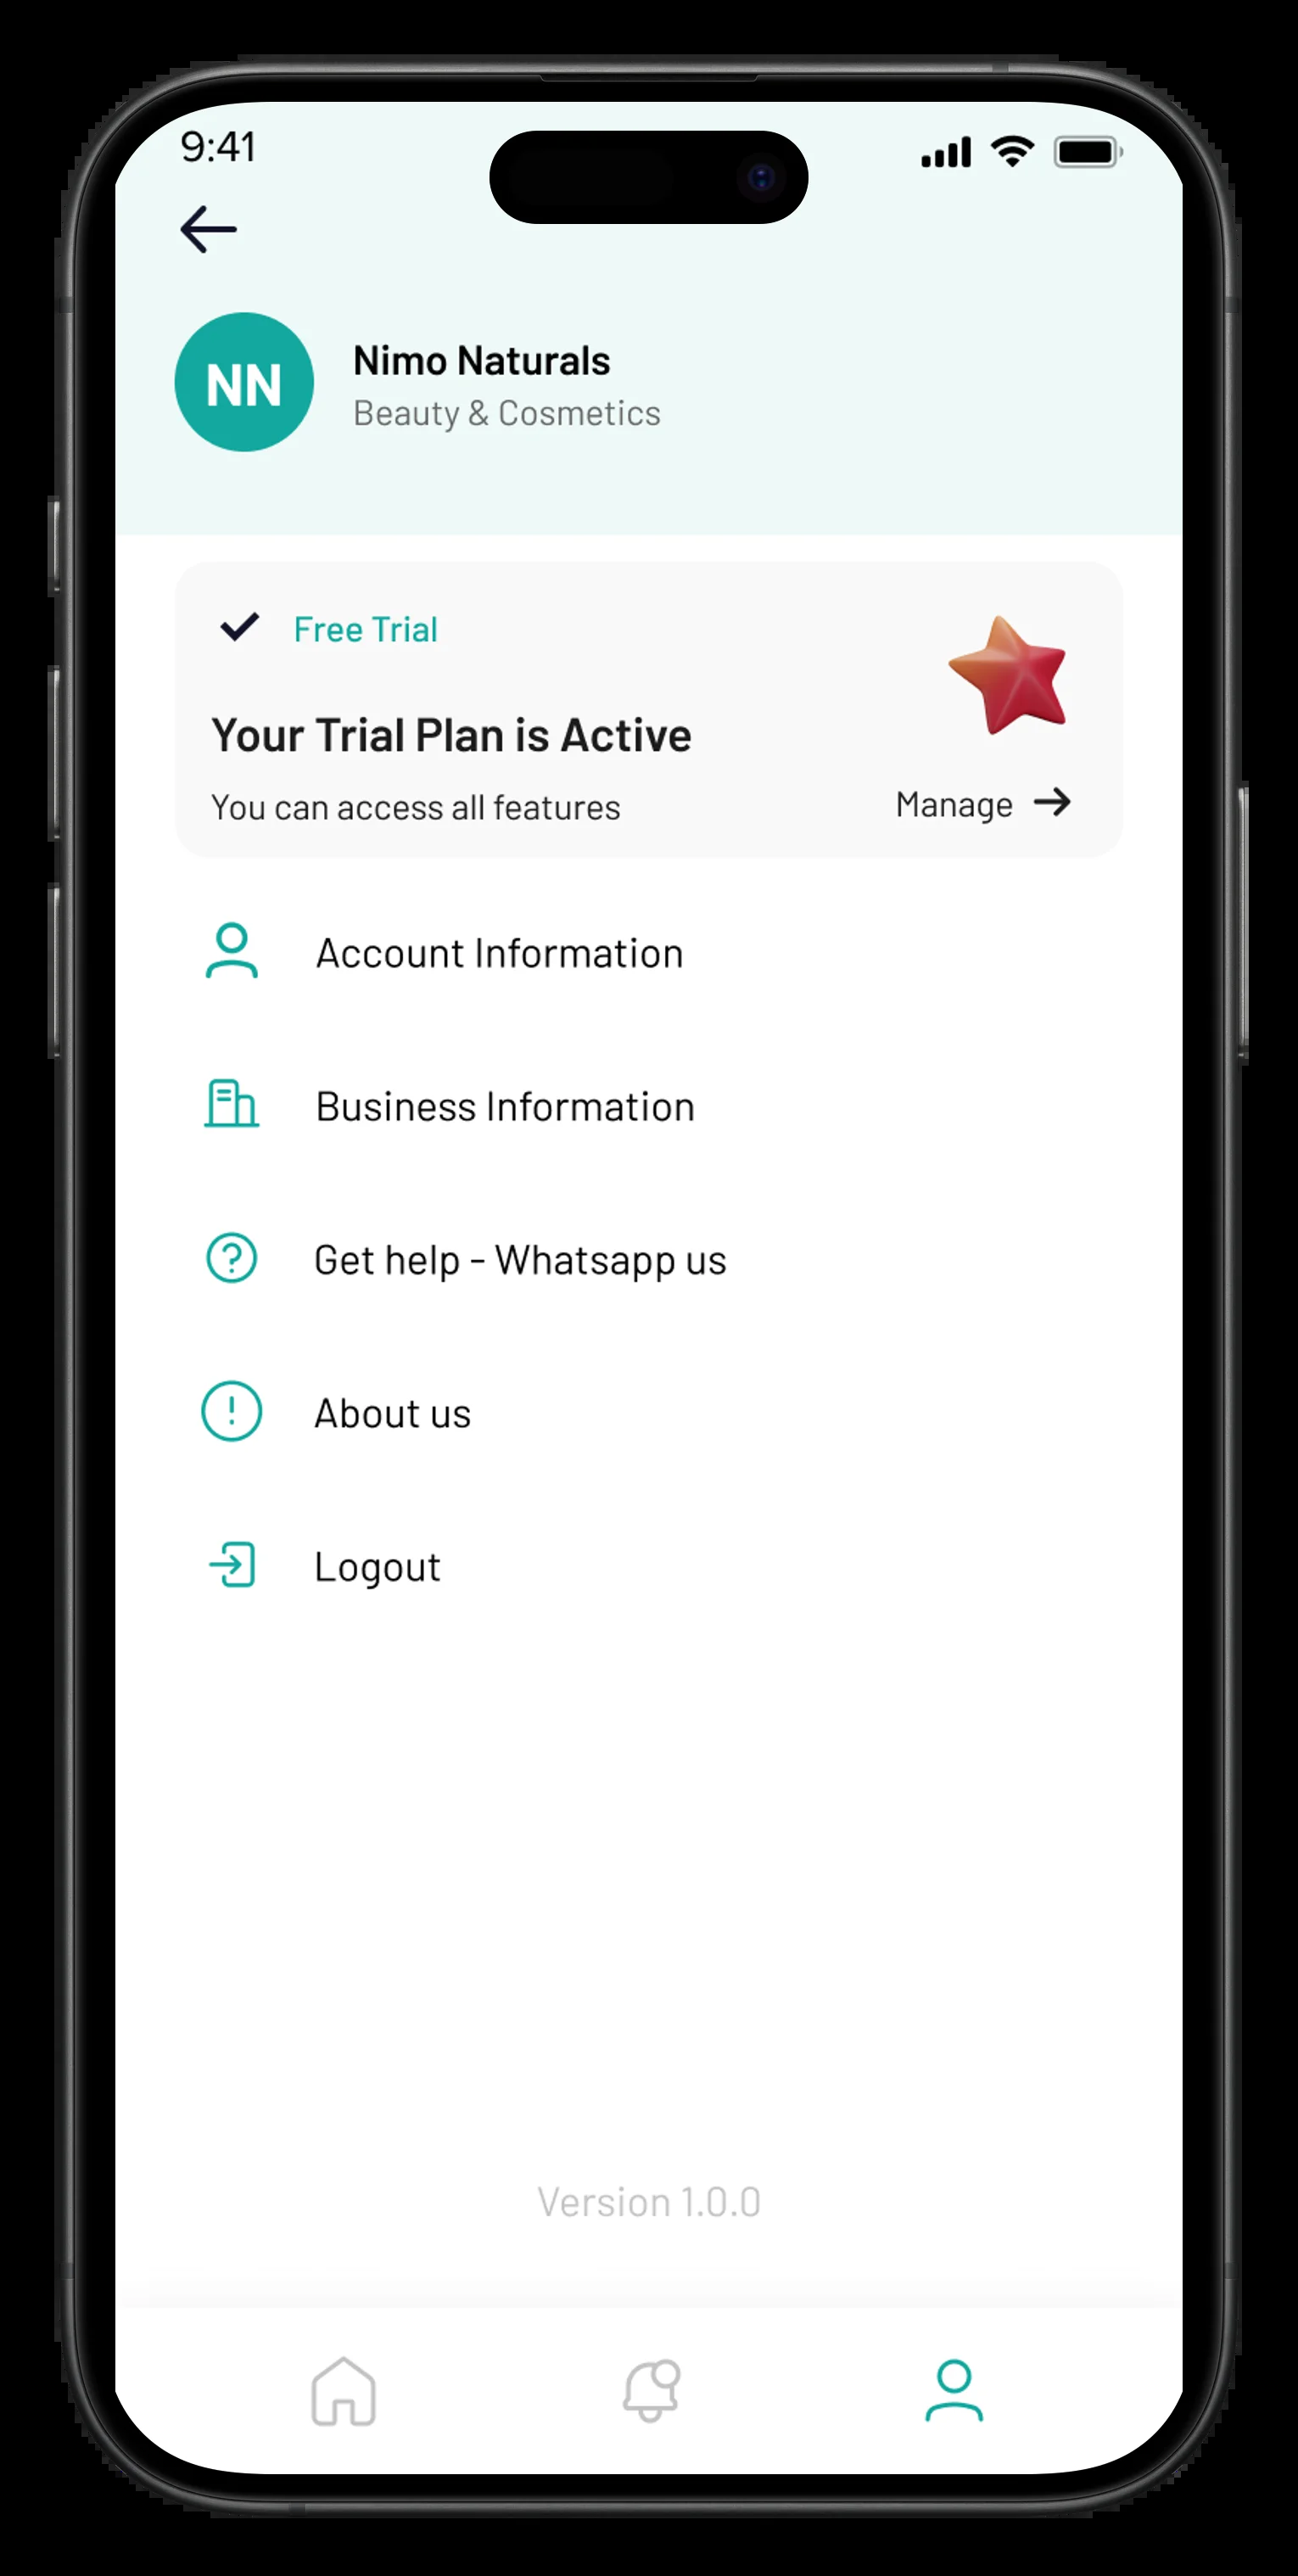 9:41
NN
Nimo Naturals
Beauty & Cosmetics
Free Trial
Your Trial Plan is Active
You can access all features
Manage
Account Information
Business Information
Get help - Whatsapp us
About us
Logout
Version 1.0.0